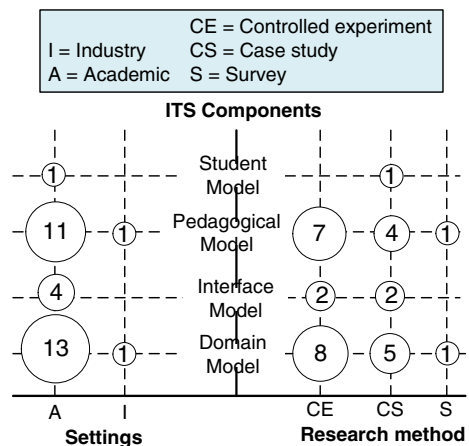 CE = Controlled experiment
I = Industry CS = Case study
A = Academic S = Survey
ITS Components
Student
Model
1 1
Pedagogical
Model
11 1 7 4 1
Interface
Model
4 2 2
Domain
Model
13 1 8 5 1
A I CE CS S
Settings Research method